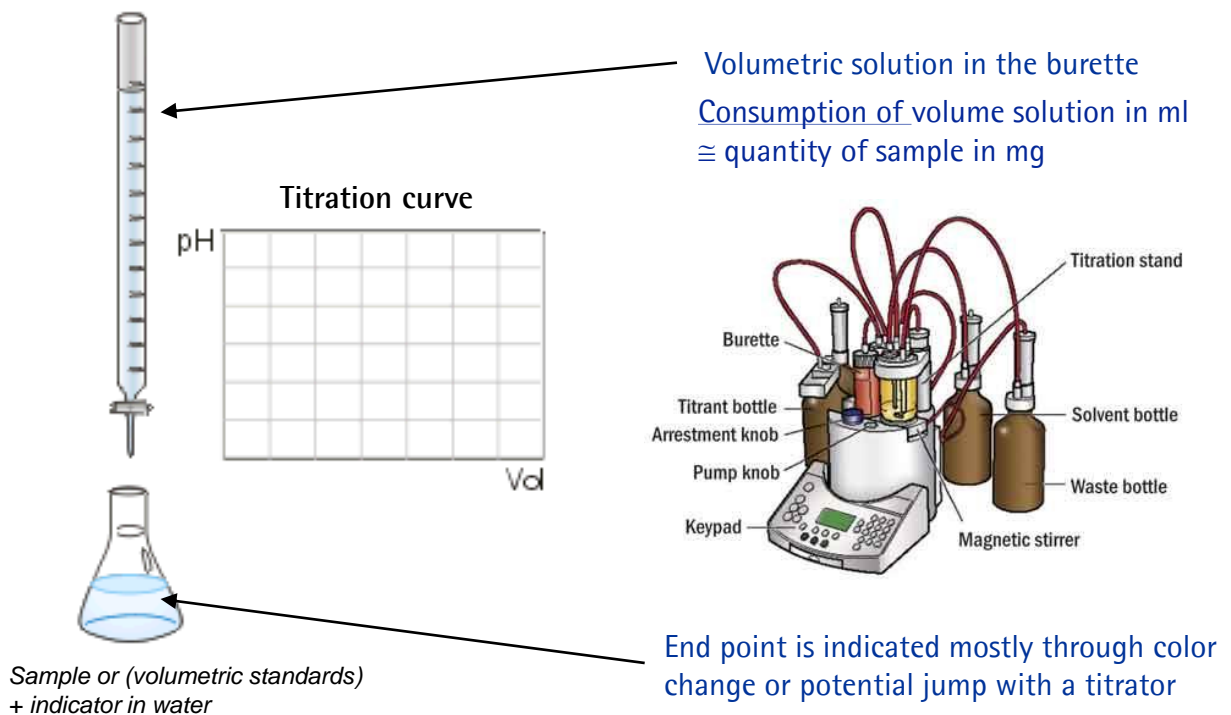 Volumetric solution in the burette
Consumption of volume solution in ml
≅ quantity of sample in mg
Titration curve
pH
Vol
Titration stand
Burette
Titrant bottle
Arrestment knob
Pump knob
Keypad
Solvent bottle
Waste bottle
Magnetic stirrer
End point is indicated mostly through color
change or potential jump with a titrator
Sample or (volumetric standards)
+ indicator in water